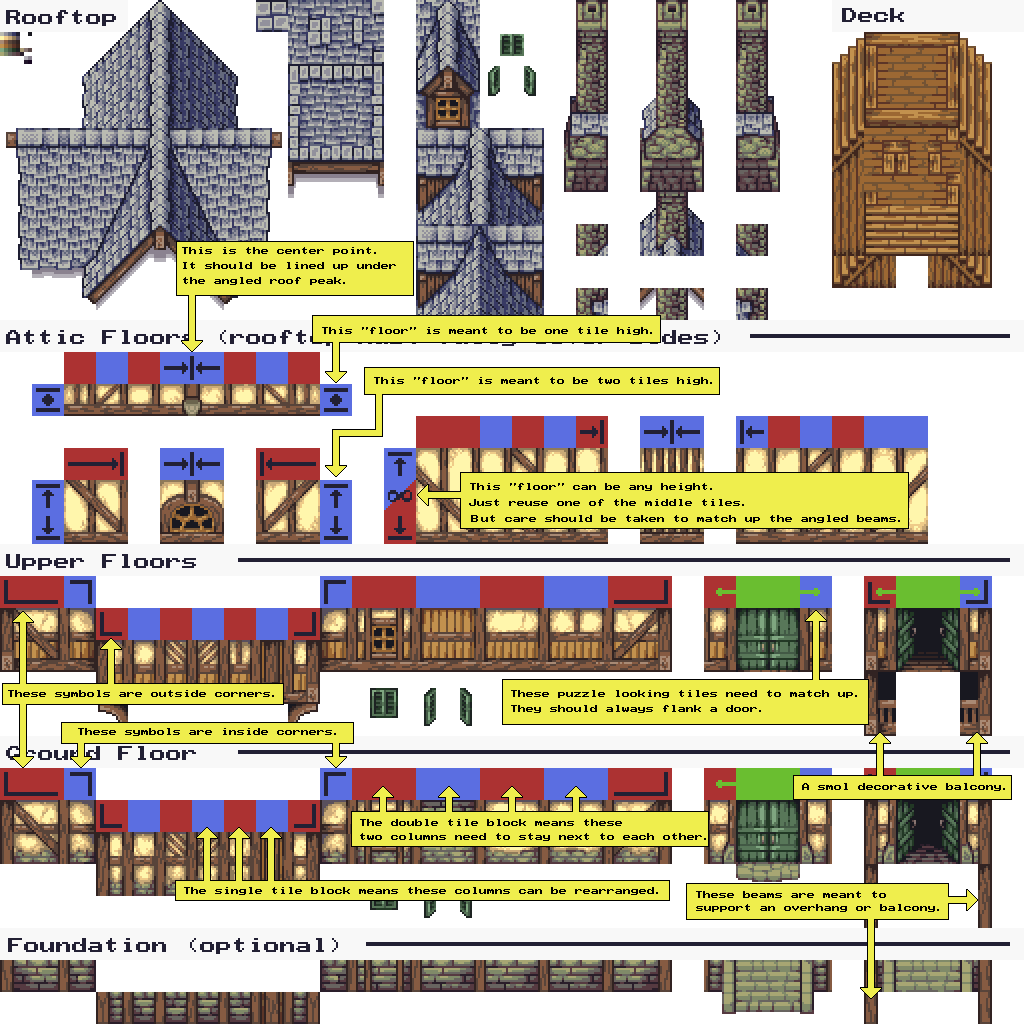 Rooftop
Deck
This is the center point.
It should be lined up under
the angled roof peak.
This "floor" is meant to be one tile high.
Attic Floors (rooft
des)
This "floor" is meant to be two tiles high.
This "floor" can be any height.
Just reuse one of the middle tiles.
But care should be taken to match up the angled beams.
Upper Floors
These symbols are outside corners.
These puzzle looking tiles need to match up.
They should always flank a door.
These symbols are inside corners.
Ground Floor
A smol decorative balcony.
The double tile block means these
two columns need to stay next to each other.
The single tile block means these columns can be rearranged.
These beams are meant to
support an overhang or balcony.
Foundation (optional)